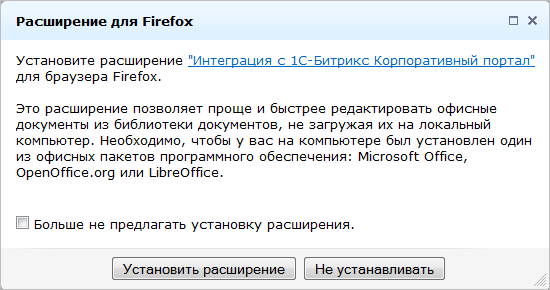 Расширение для Firefox
Установите расширение "Интеграция с 1С-Битрикс Корпоративный портал"
для браузера Firefox.
Это расширение позволяет проще и быстрее редактировать офисные
документы из библиотеки документов, не загружая их на локальный
компьютер. Необходимо, чтобы у вас на компьютере был установлен один
из офисных пакетов программного обеспечения: Microsoft Office,
OpenOffice.org или LibreOffice.
Больше не предлагать установку расширения.
Установить расширение
Не устанавливать